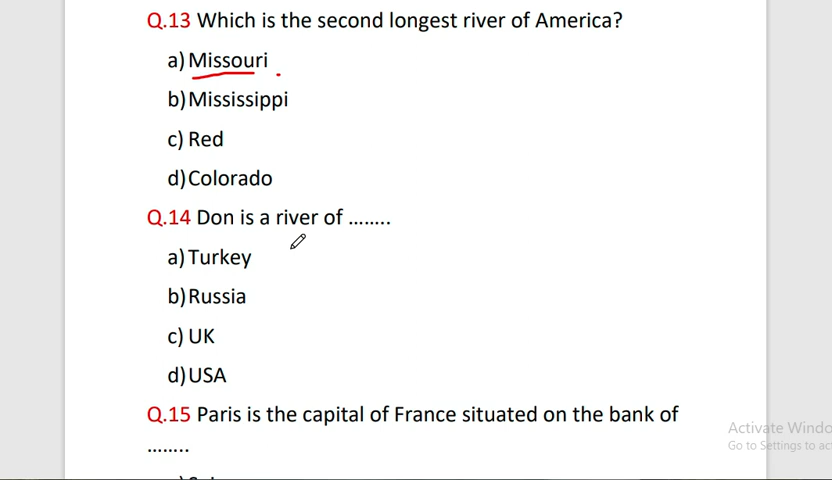 Q.13 Which is the second longest river of America?
a) Missouri
b) Mississippi
c) Red
d) Colorado
Q.14 Don is a river of ........
a) Turkey
b) Russia
c) UK
d) USA
Q.15 Paris is the capital of France situated on the bank of
........
Activate Windo
Go to Settings to act